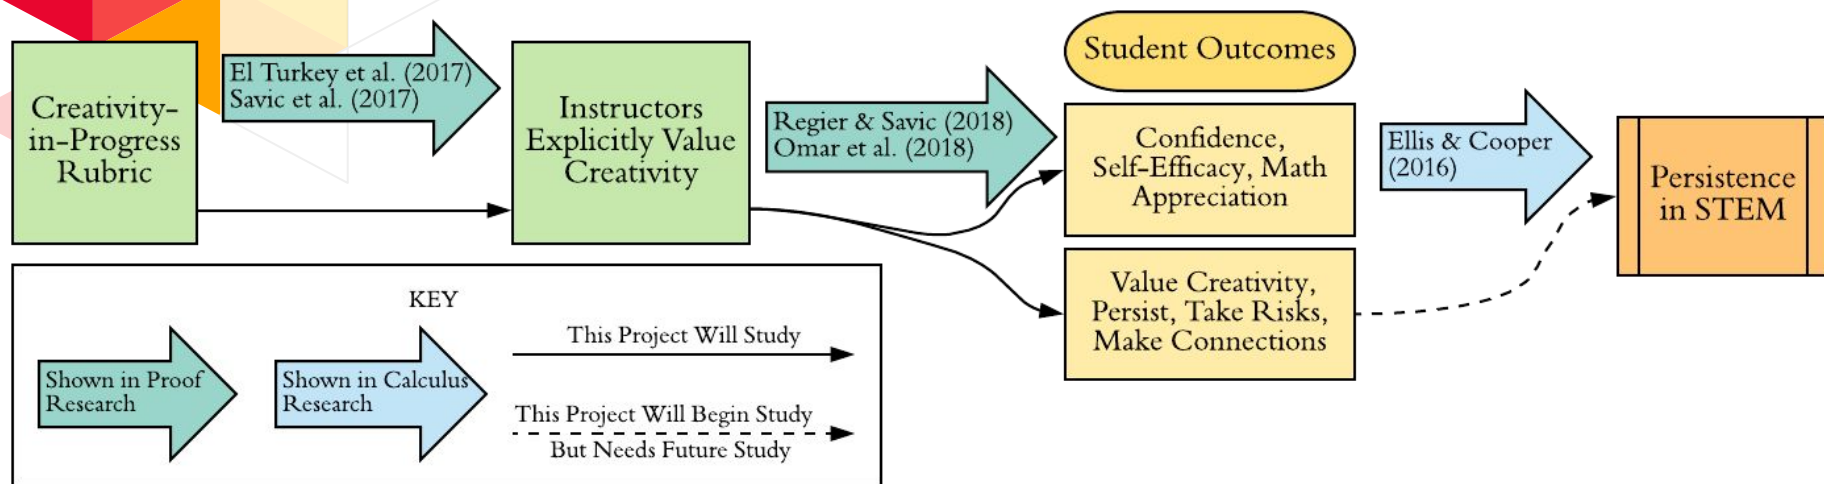 Creativity-
in-Progress
Rubric
El Turkey et al. (2017)
Savic et al. (2017)
Instructors
Explicitly Value
Creativity
Regier & Savic (2018)
Omar et al. (2018)
Student Outcomes
Confidence,
Self-Efficacy, Math
Appreciation
Value Creativity,
Persist, Take Risks,
Make Connections
Ellis & Cooper
(2016)
Persistence
in STEM
KEY
Shown in Proof
Research
Shown in Calculus
Research
This Project Will Study
This Project Will Begin Study
But Needs Future Study